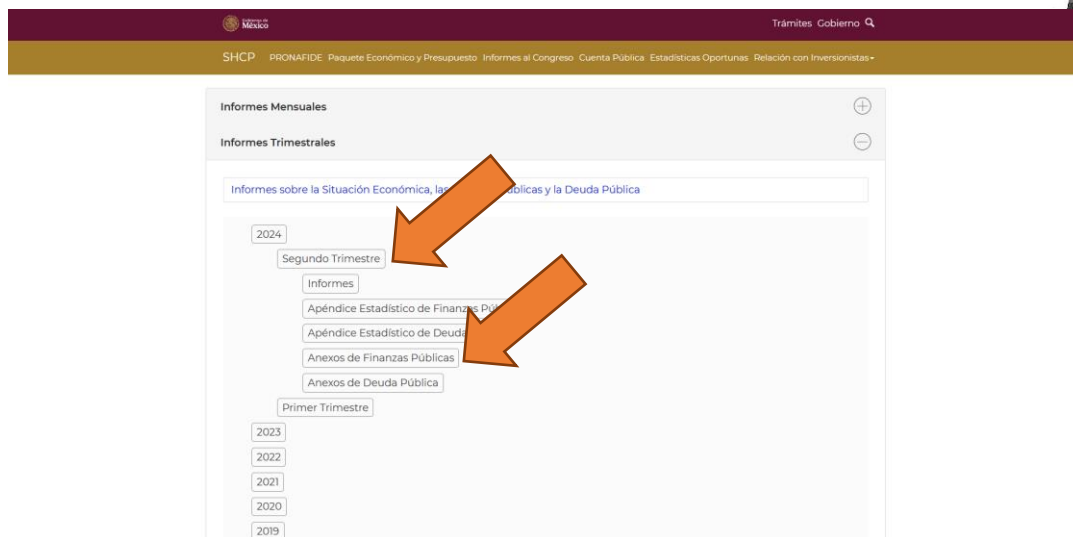 Gobierno de
México
Trámites Gobierno
SHCP PRONAFIDE Paquete Económico y Presupuesto Informes al Congreso Cuenta Pública Estadísticas Oportunas Relación con Inversionistas
Informes Mensuales
Informes Trimestrales
Informes sobre la Situación Económica, las blicas y la Deuda Pública
2024
Segundo Trimestre
Informes
Apéndice Estadístico de Finanzas
Apéndice Estadístico de Deuda
Anexos de Finanzas Públicas
Anexos de Deuda Pública
Primer Trimestre
2023
2022
2021
2020
2019